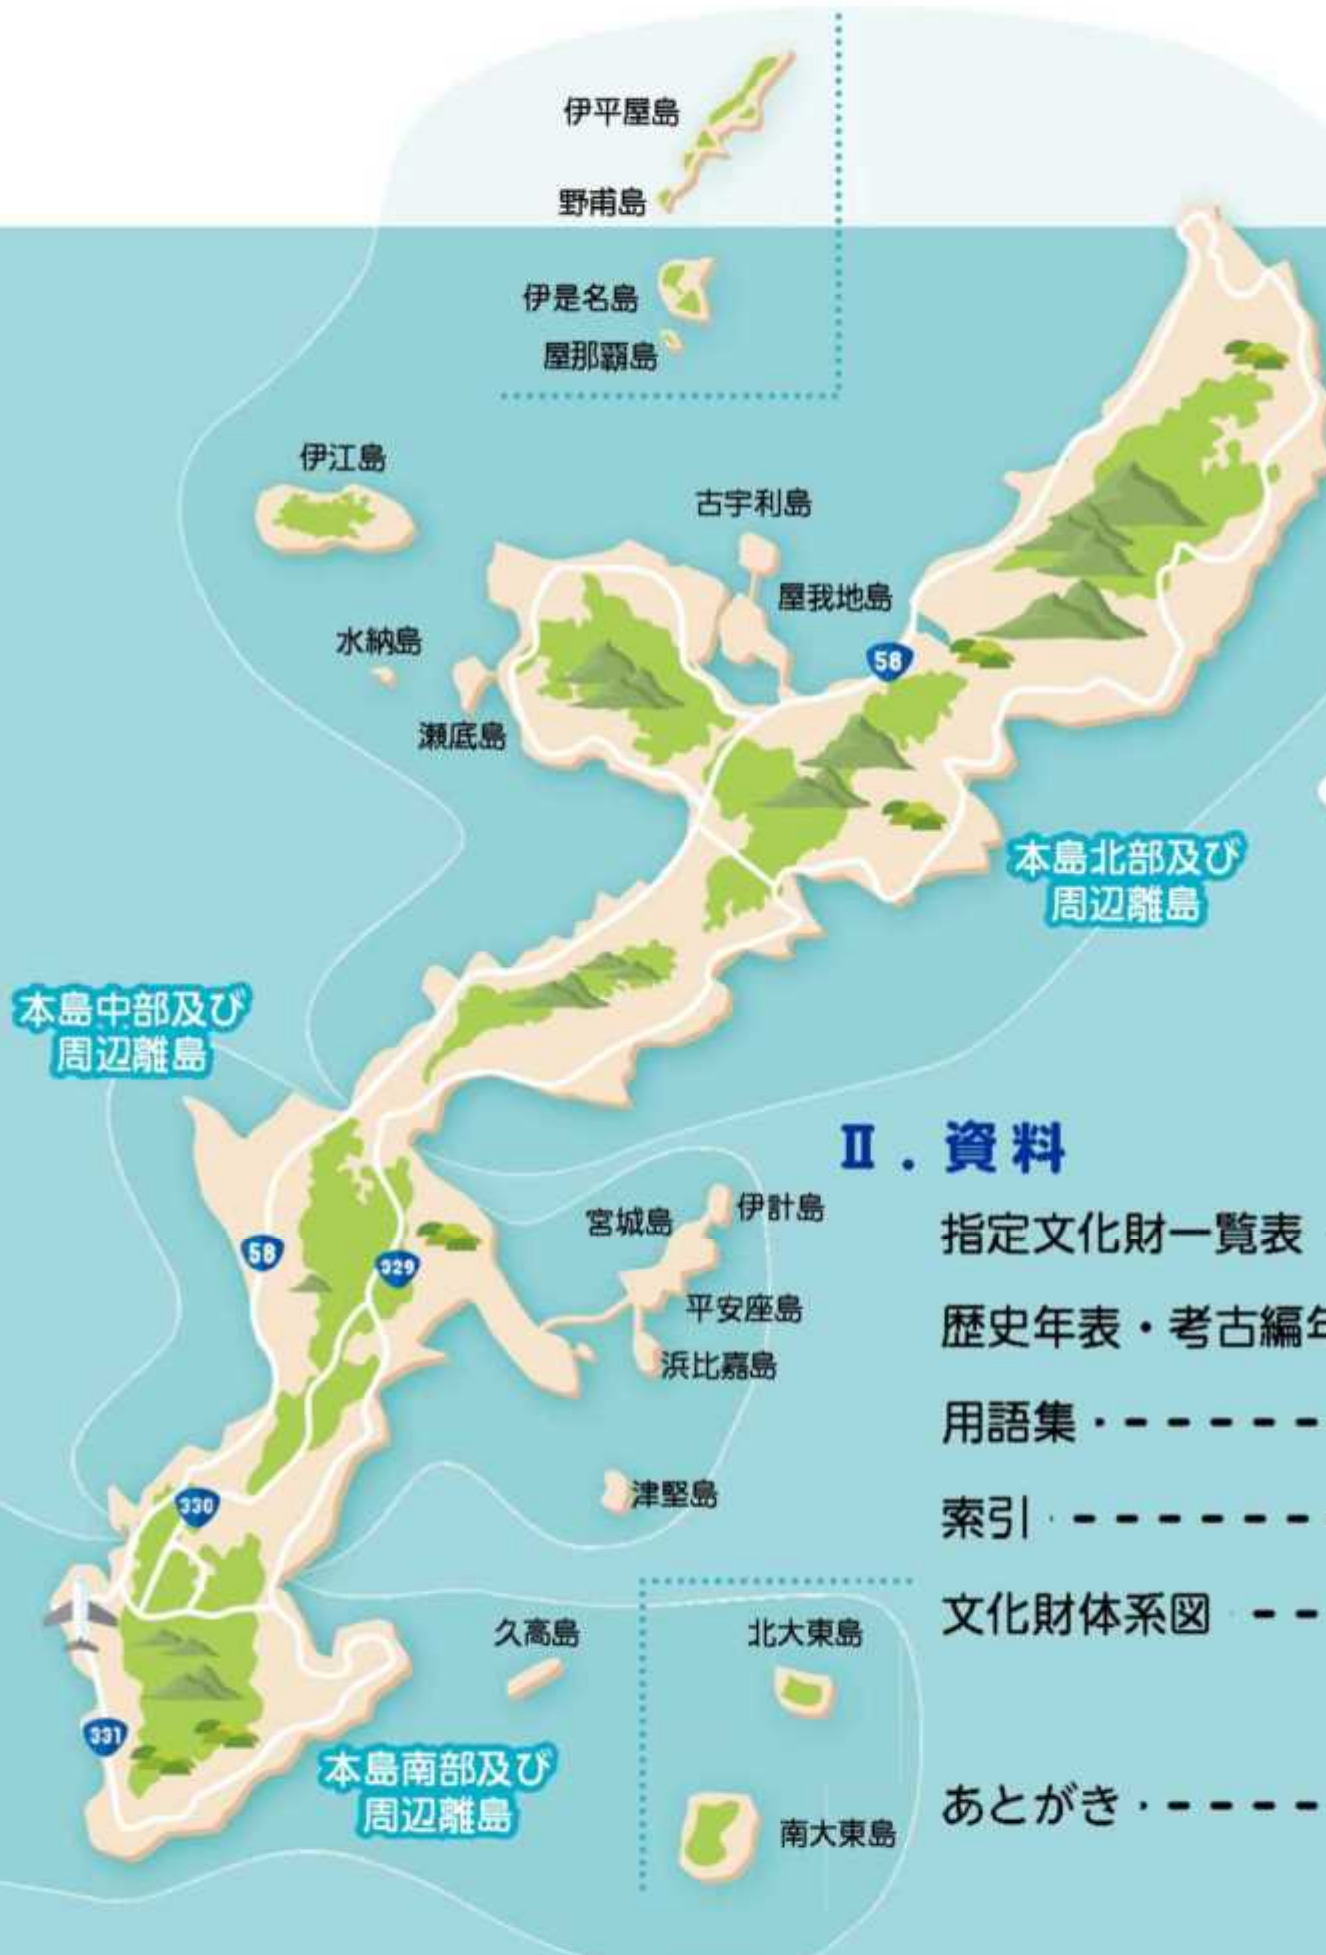 伊平屋島
野甫島
伊是名島
屋那覇島
伊江島
古宇利島
屋我地島
水納島
58
瀬底島
本島北部及び
周辺離島
本島中部及び
周辺離島
Ⅱ．資料
伊計島
宮城島
指定文化財一覧表
58
329
平安座島
歴史年表・考古編年
浜比嘉島
用語集
津堅島
330
索引
文化財体系図
久高島
北大東島
331
本島南部及び
周辺離島
あとがき
南大東島